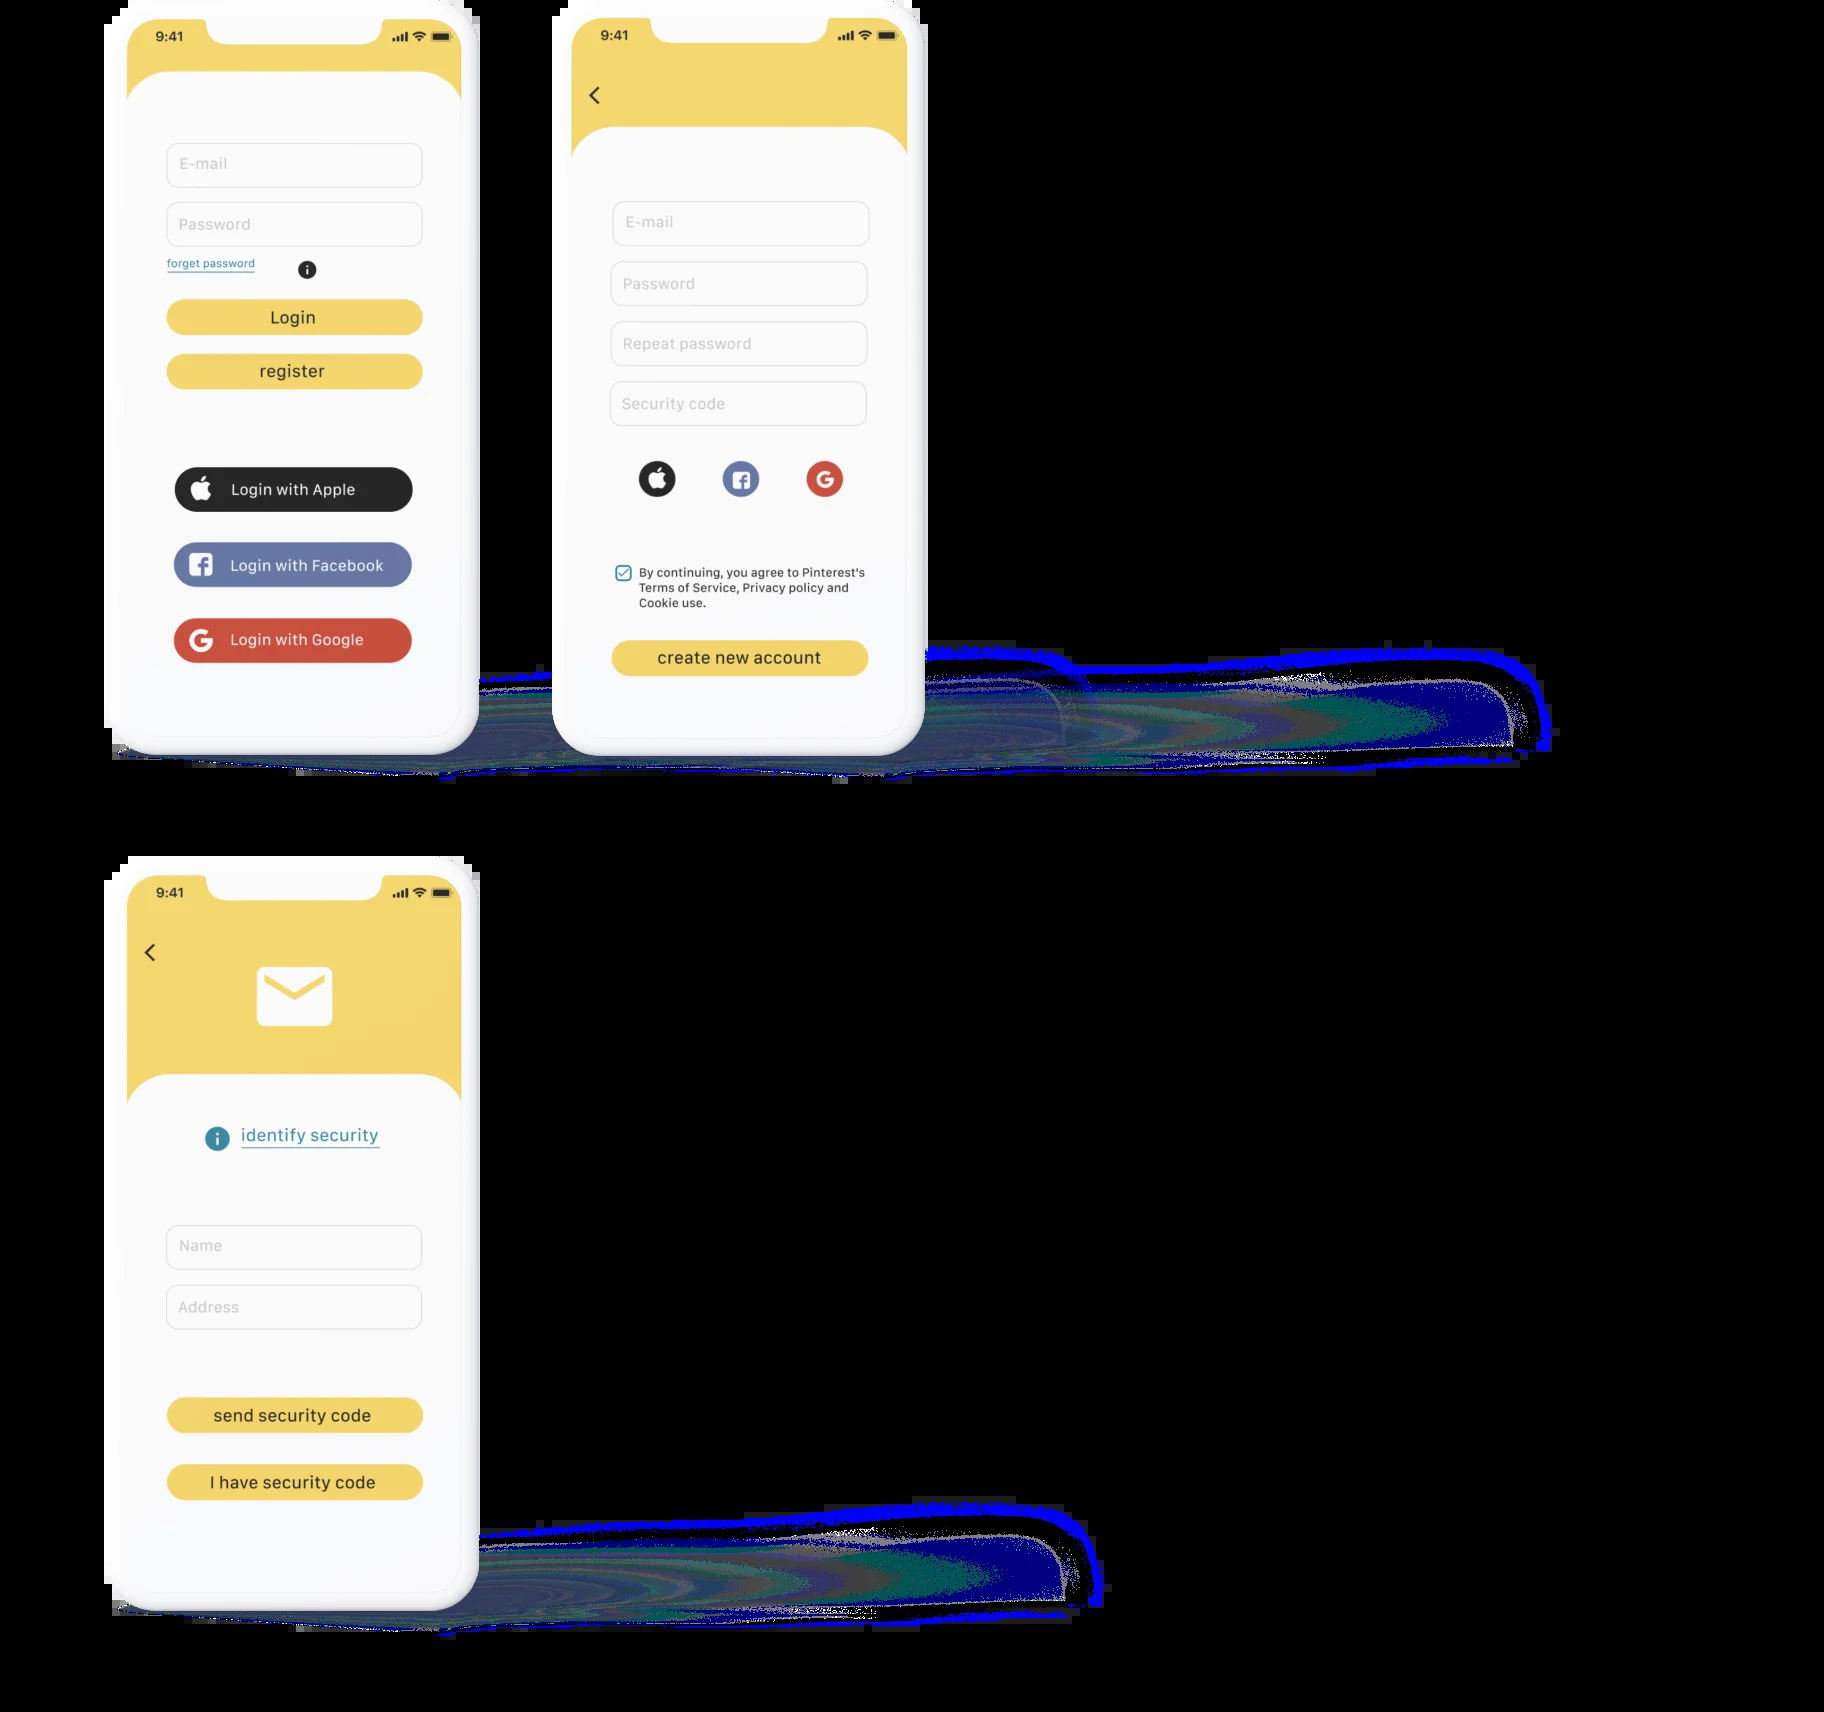 9:41
E-mail
Password
forget password
Login
register
Login with Apple
Login with Facebook
Login with Google
9:41
E-mail
Password
Repeat password
Security code
By continuing, you agree to Pinterest's
Terms of Service, Privacy policy and
Cookie use.
create new account
9:41
identify security
Name
Address
send security code
I have security code